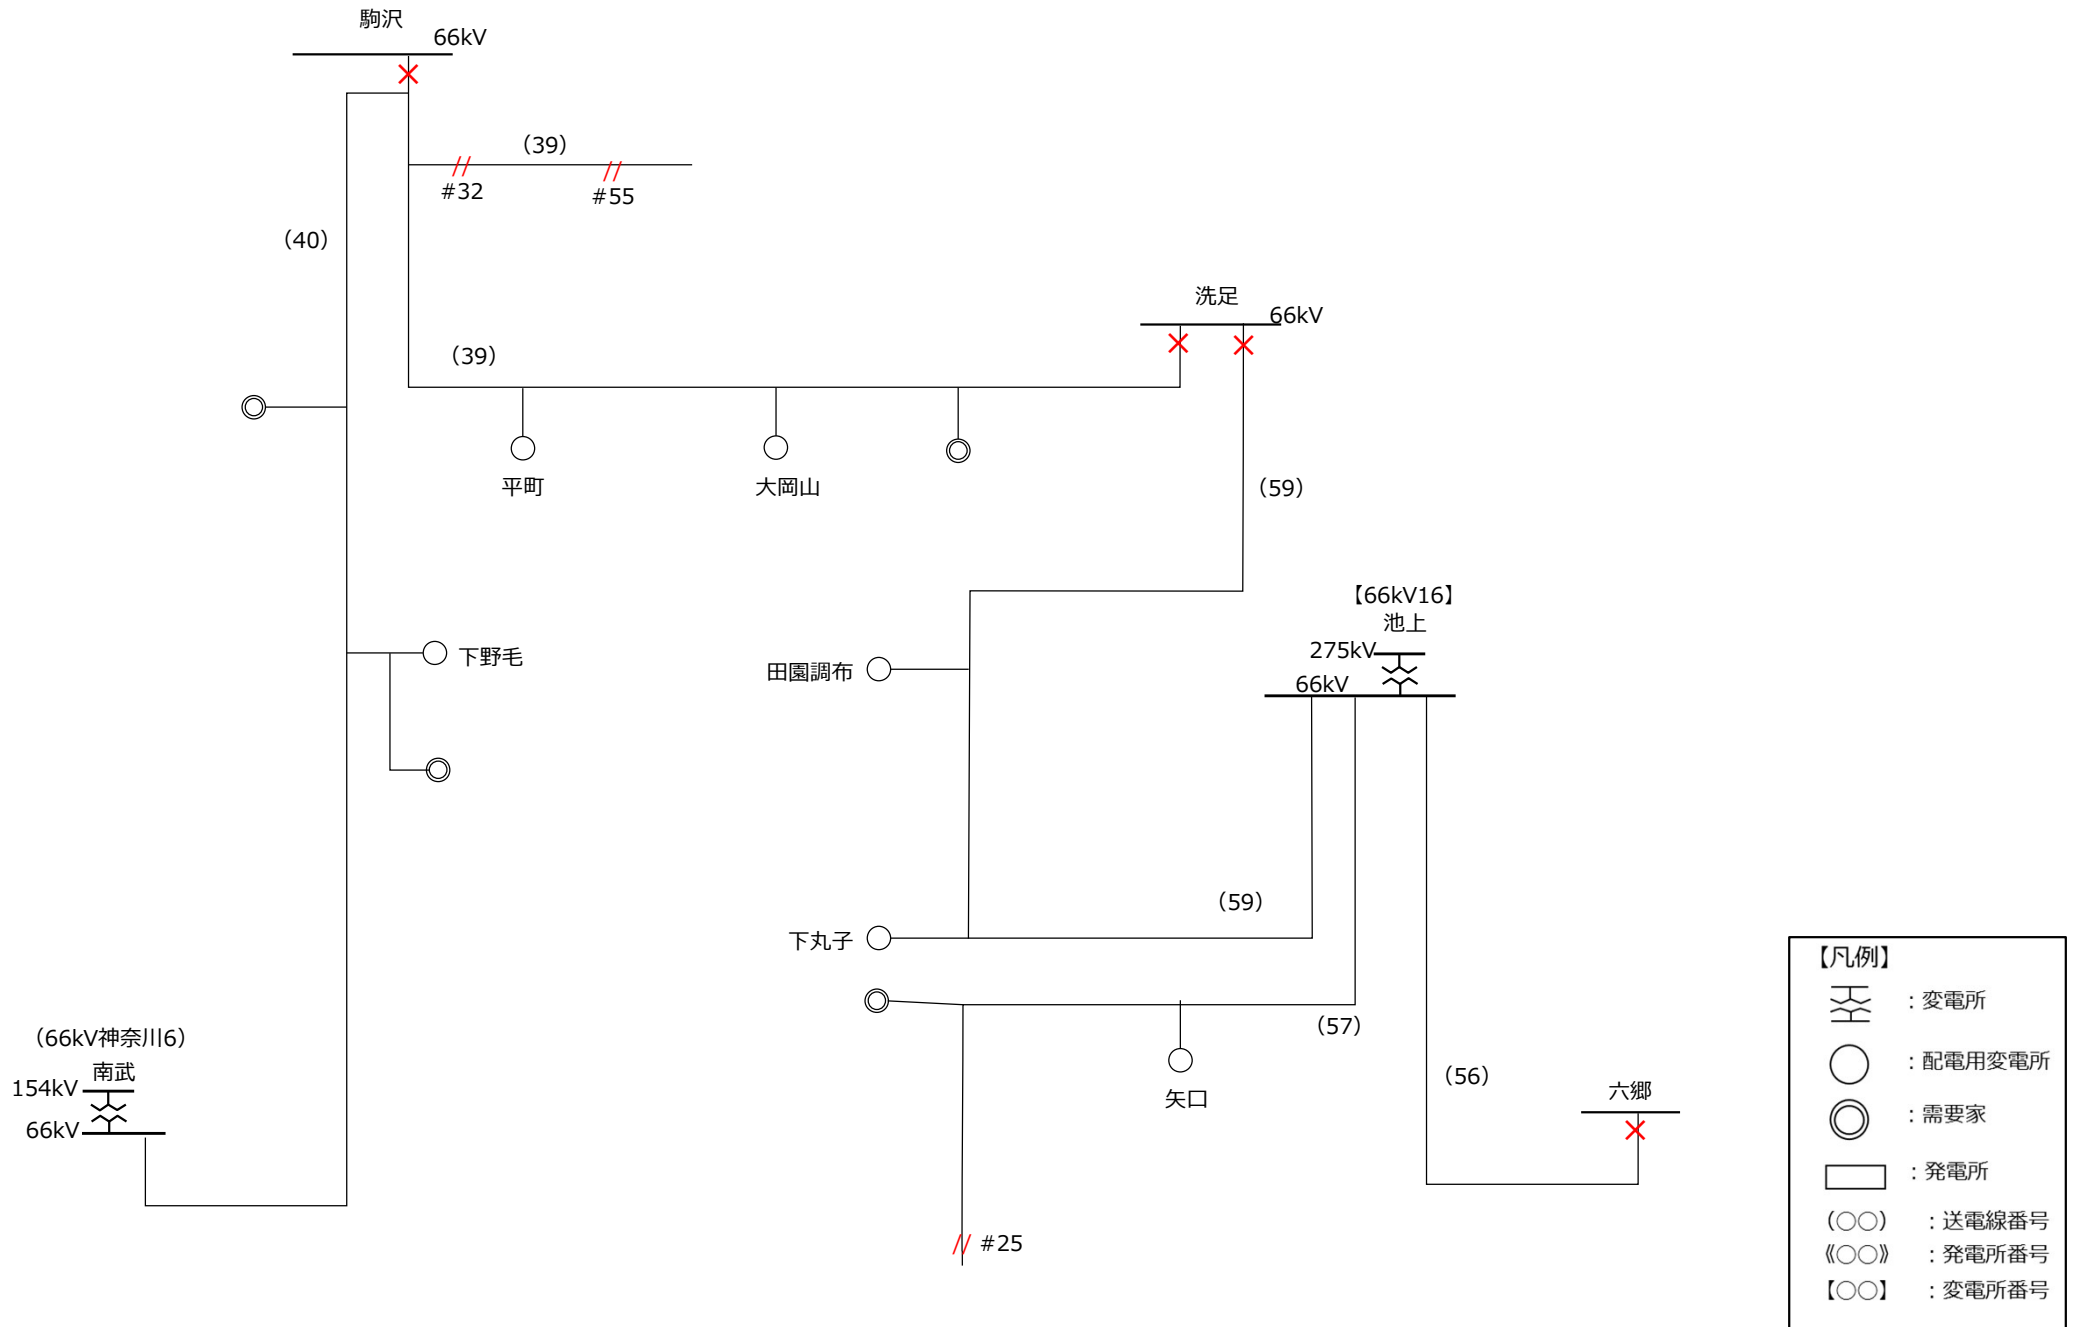 駒沢
66kV
（39）
#32
#55
（40）
洗足
66kV
（39）
平町
大岡山
（59）
【66kV16】
池上
275kV
66kV
下野毛
田園調布
（59）
下丸子
（57）
矢口
（56）
六郷
（66kV神奈川6）
南武
154kV
66kV
#25
【凡例】
：変電所
：配電用変電所
：需要家
：発電所
（○○）　：送電線番号
《○○》　：発電所番号
【○○】　：変電所番号